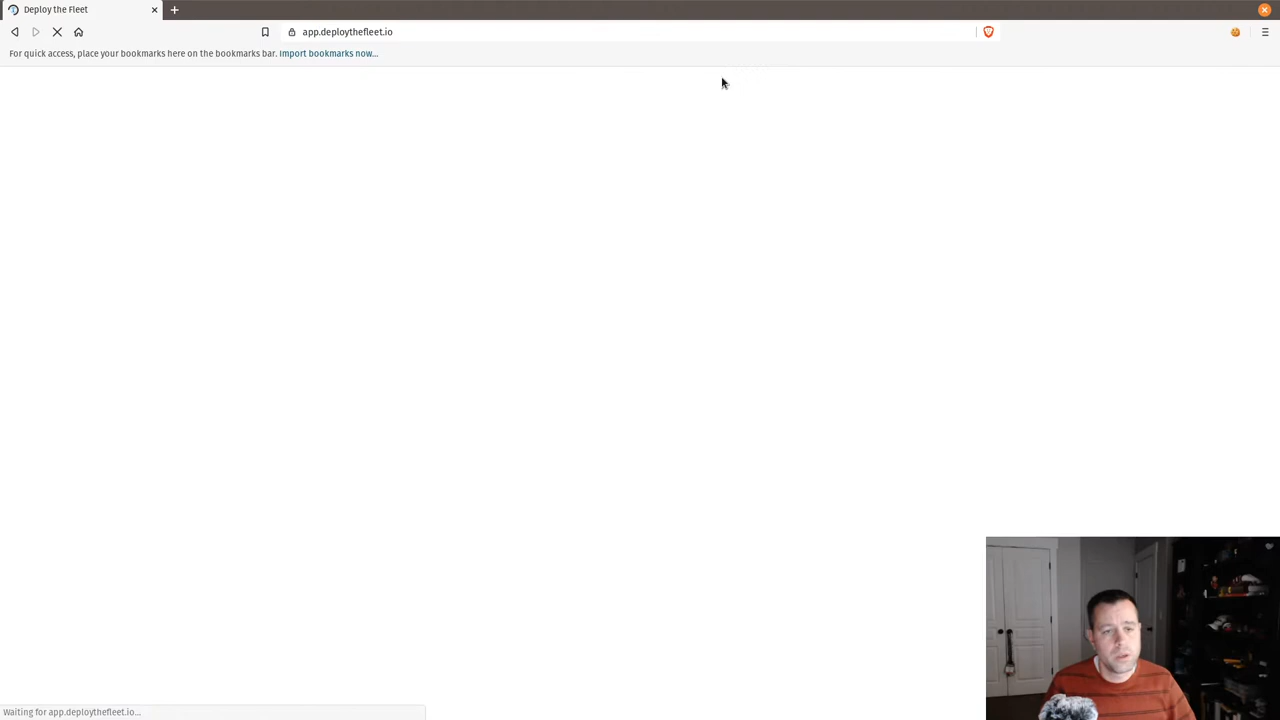 Deploy the Fleet
app.deploythefleet.io
For quick access, place your bookmarks here on the bookmarks bar. Import bookmarks now...
Waiting for app.deploythefleet.io...